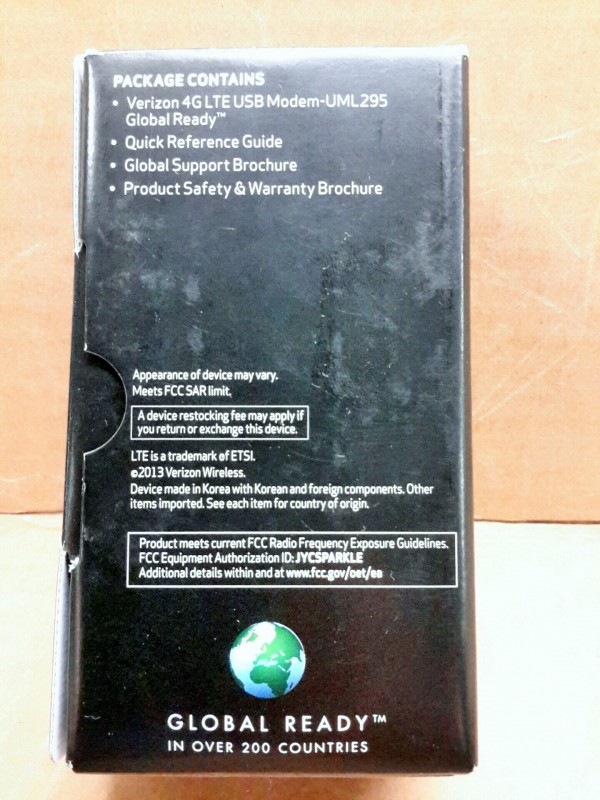 PACKAGE CONTAINS
• Verizon 4G LTE USB Modem-UML295
Global Ready™
• Quick Reference Guide
• Global Support Brochure
• Product Safety & Warranty Brochure
Appearance of device may vary.
Meets FCC SAR limit.
A device restocking fee may apply if
you return or exchange this device.
LTE is a trademark of ETSI.
©2013 Verizon Wireless.
Device made in Korea with Korean and foreign components. Other
items imported. See each item for country of origin.
Product meets current FCC Radio Frequency Exposure Guidelines.
FCC Equipment Authorization ID: JYCSPARKLE
Additional details within and at www.fcc.gov/oet/ea
GLOBAL READY™
IN OVER 200 COUNTRIES